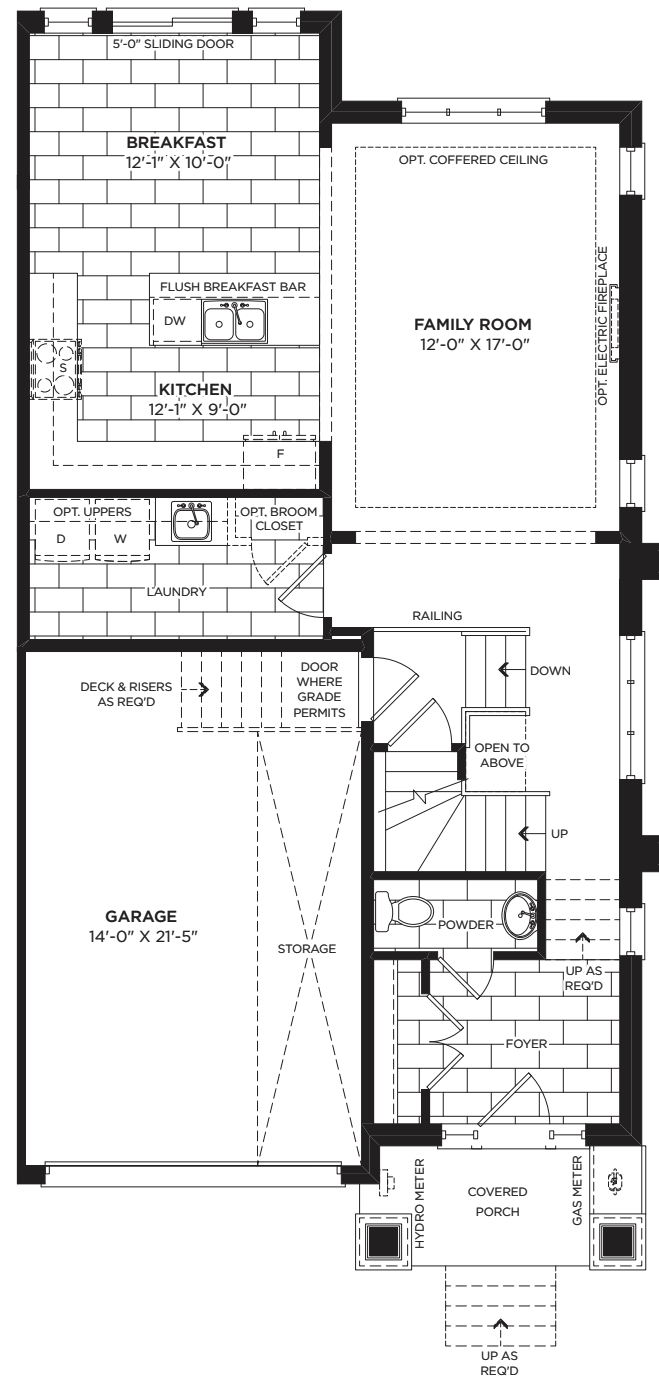 5'-0" SLIDING DOOR
BREAKFAST
12'-1" X 10'-0"
OPT. COFFERED CEILING
FLUSH BREAKFAST BAR
DW
OPT. ELECTRIC FIREPLACE
FAMILY ROOM
12'-0" X 17'-0"
S
KITCHEN
12'-1" X 9'-0"
F
OPT. UPPERS
OPT. BROOM
CLOSET
D
W
LAUNDRY
RAILING
DECK & RISERS
AS REQ'D
DOOR
WHERE
GRADE
PERMITS
DOWN
OPEN TO
ABOVE
UP
GARAGE
14'-0" X 21'-5"
STORAGE
POWDER
UP AS
REQ'D
FOYER
HYDRO METER
COVERED
PORCH
GAS METER
UP AS
REQ'D